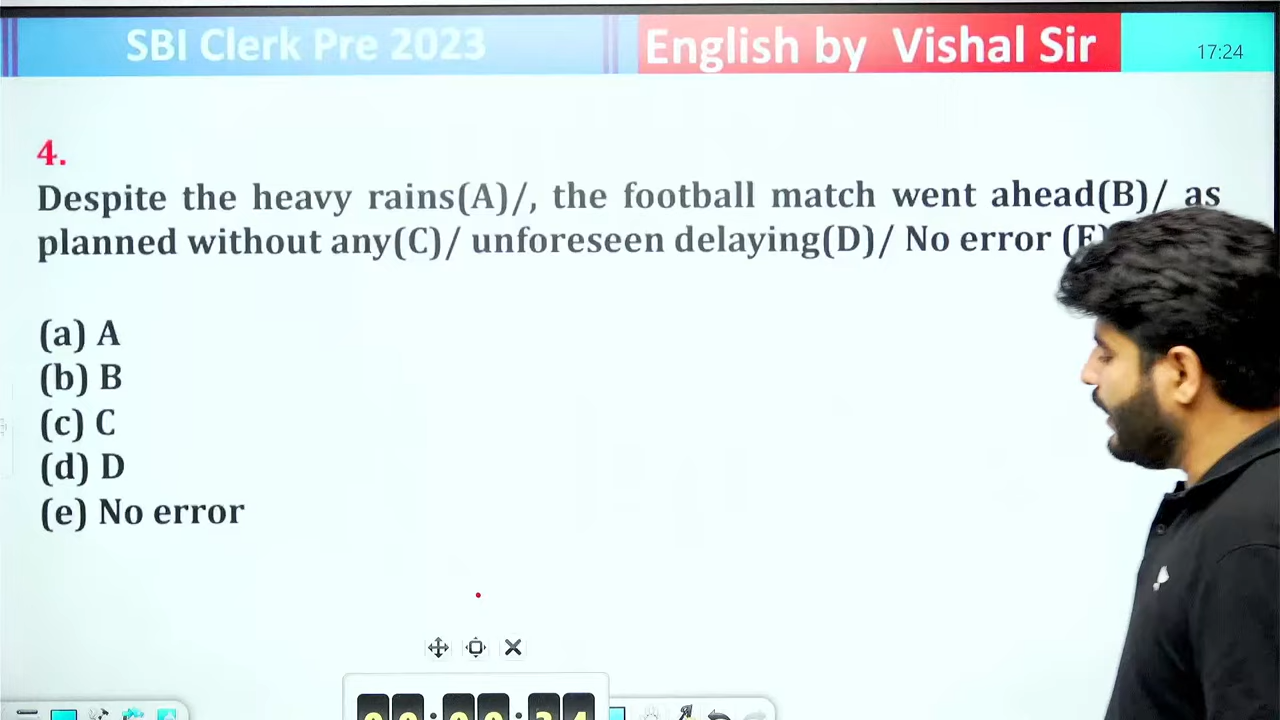 SBI Clerk Pre 2023
English by Vishal Sir
17:24
4.
Despite the heavy rains(A)/, the football match went ahead(B)/ as
planned without any(C)/ unforeseen delaying(D)/ No error (E)
(a) A
(b) B
(c) C
(d) D
(e) No error